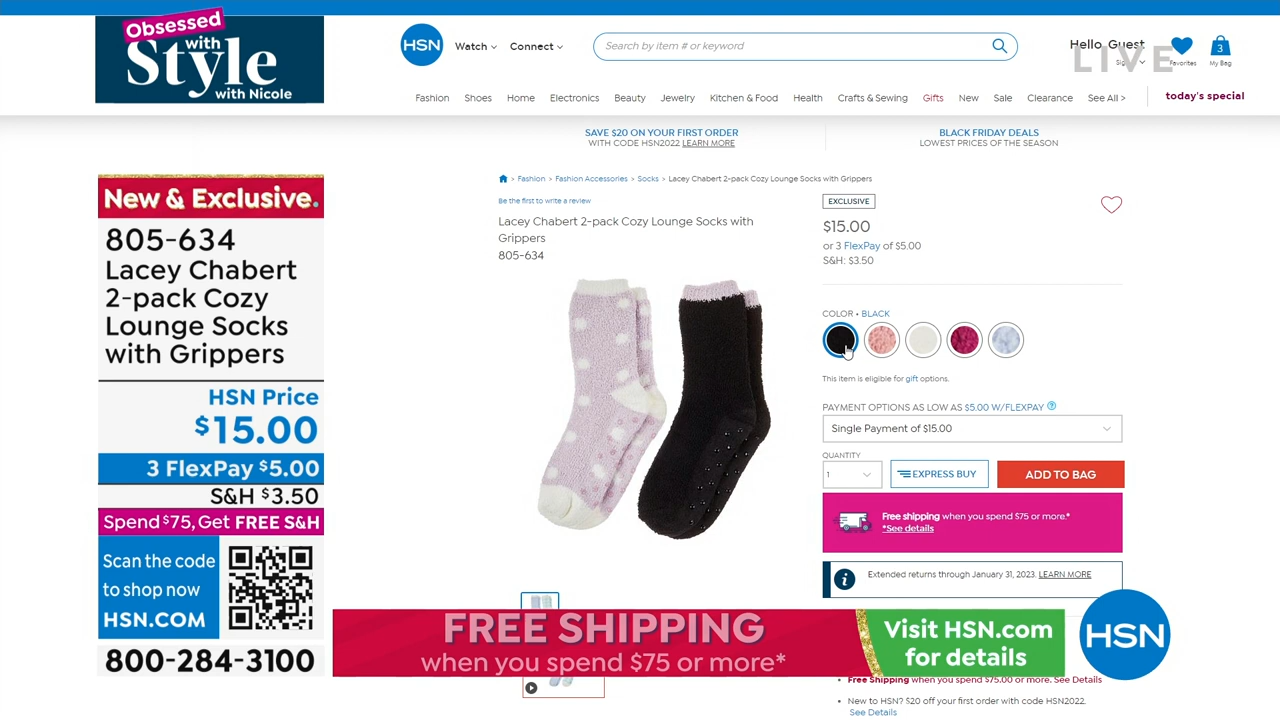 Obsessed
with
Style
with Nicole
HSN
Watch
Connect
Search by item # or keyword
Hello, Guest
LIVE
Favorites
3
My Bag
Fashion
Shoes
Home
Electronics
Beauty
Jewelry
Kitchen & Food
Health
Crafts & Sewing
Gifts
New
Sale
Clearance
See All >
today's special
SAVE $20 ON YOUR FIRST ORDER
WITH CODE HSN2022 LEARN MORE
BLACK FRIDAY DEALS
LOWEST PRICES OF THE SEASON
New & Exclusive.
805-634
Lacey Chabert
2-pack Cozy
Lounge Socks
with Grippers
HSN Price
$15.00
3 FlexPay $5.00
S&H $3.50
Spend $75, Get FREE S&H
Scan the code
to shop now
HSN.COM
800-284-3100
> Fashion > Fashion Accessories > Socks > Lacey Chabert 2-pack Cozy Lounge Socks with Grippers
Be the first to write a review
Lacey Chabert 2-pack Cozy Lounge Socks with
Grippers
805-634
EXCLUSIVE
$15.00
or 3 FlexPay of $5.00
S&H: $3.50
COLOR • BLACK
This item is eligible for gift options.
PAYMENT OPTIONS AS LOW AS $5.00 W/FLEXPAY ?
Single Payment of $15.00
QUANTITY
1
EXPRESS BUY
ADD TO BAG
Free shipping when you spend $75 or more.*
*See details
i
Extended returns through January 31, 2023. LEARN MORE
FREE SHIPPING
when you spend $75 or more*
Visit HSN.com
for details
HSN
• Free Shipping when you spend $75.00 or more. See Details
• New to HSN? $20 off your first order with code HSN2022.
See Details